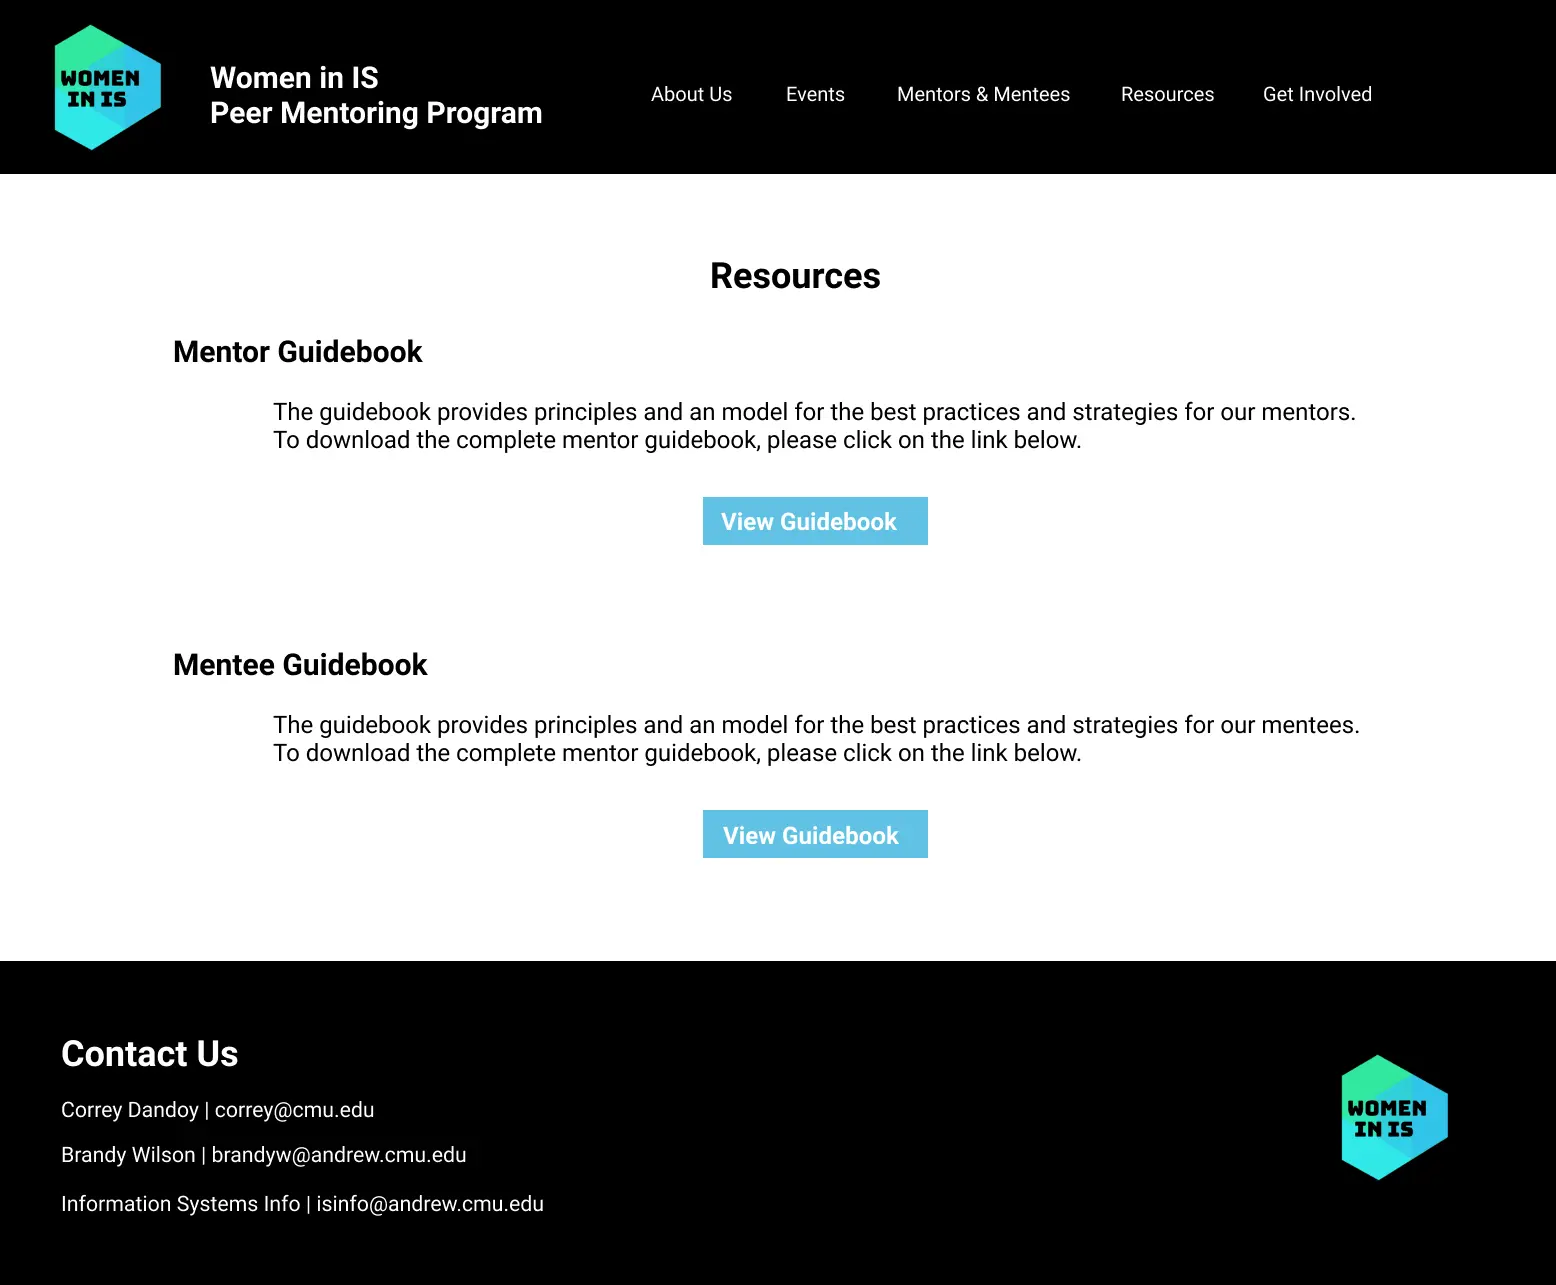 WOMEN
IN IS
Women in IS
Peer Mentoring Program
About Us
Events
Mentors & Mentees
Resources
Get Involved
Resources
Mentor Guidebook
The guidebook provides principles and an model for the best practices and strategies for our mentors.
To download the complete mentor guidebook, please click on the link below.
View Guidebook
Mentee Guidebook
The guidebook provides principles and an model for the best practices and strategies for our mentees.
To download the complete mentor guidebook, please click on the link below.
View Guidebook
Contact Us
Correy Dandoy | correy@cmu.edu
Brandy Wilson | brandyw@andrew.cmu.edu
Information Systems Info | isinfo@andrew.cmu.edu
WOMEN
IN IS